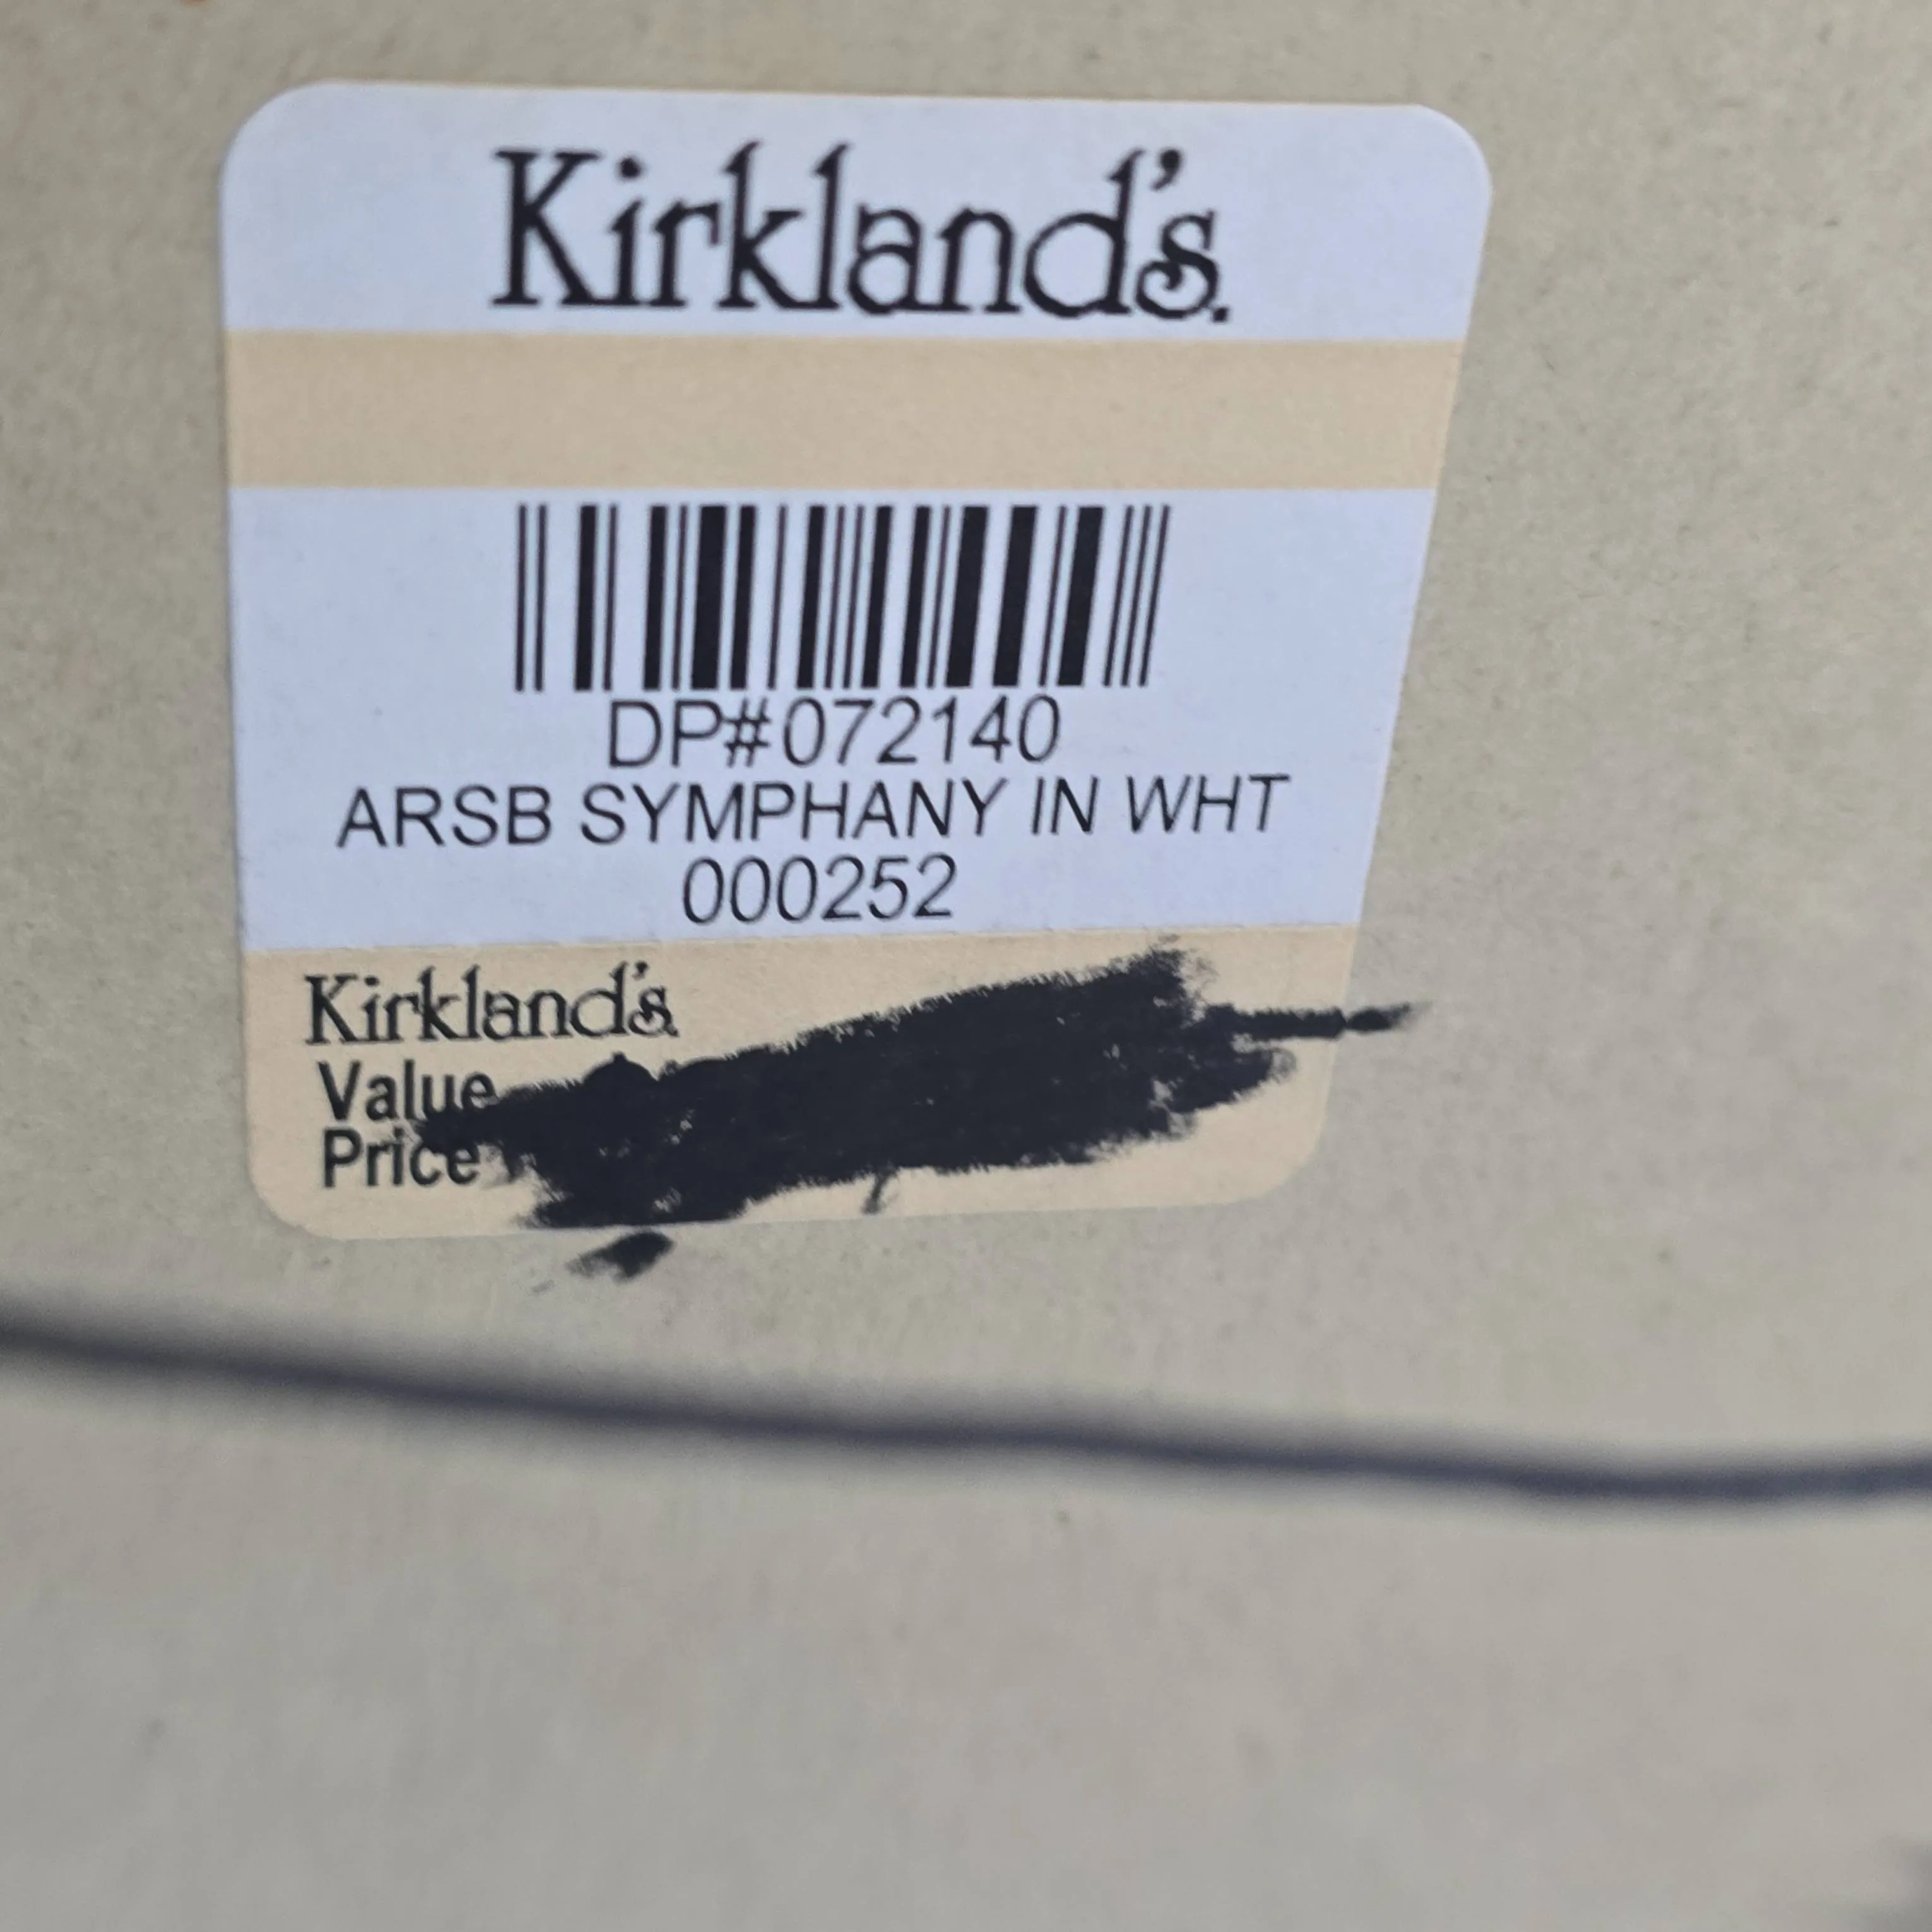 Kirkland's.
DP#072140
ARSB SYMPHANY IN WHT
000252
Kirkland's
Value
Price